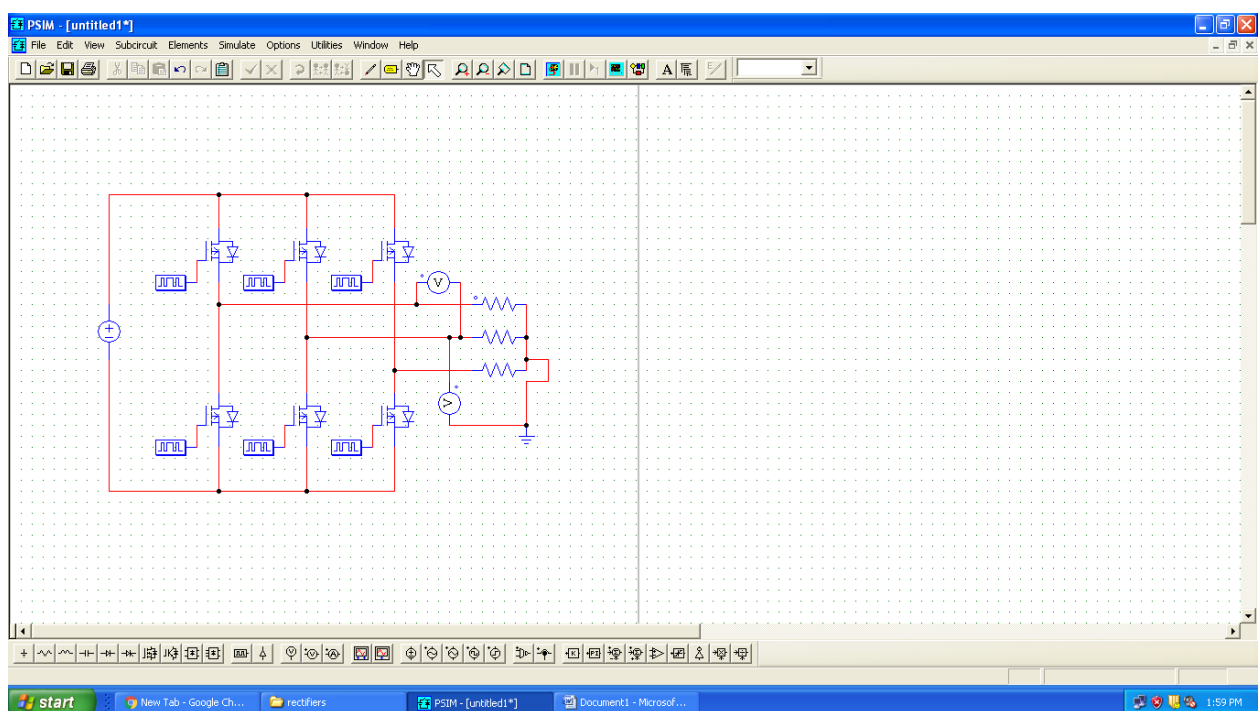 PSIM - [untitled1*]
File Edit View Subcircuit Elements Simulate Options Utilities Window Help
A
V
V
K
PI
start
New Tab - Google Ch...
rectifiers
PSIM - [untitled1*]
Document1 - Microsof...
1:59 PM